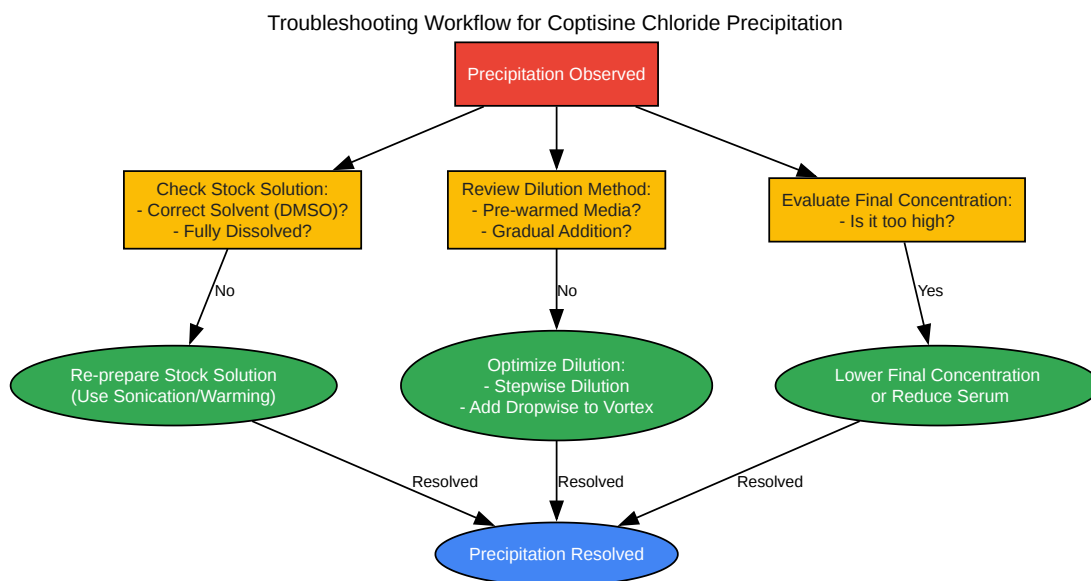 Troubleshooting Workflow for Coptisine Chloride Precipitation
Precipitation Observed
Check Stock Solution:
- Correct Solvent (DMSO)?
- Fully Dissolved?
Review Dilution Method:
- Pre-warmed Media?
- Gradual Addition?
Evaluate Final Concentration:
- Is it too high?
No
No
Yes
Re-prepare Stock Solution
(Use Sonication/Warming)
Optimize Dilution:
- Stepwise Dilution
- Add Dropwise to Vortex
Lower Final Concentration
or Reduce Serum
Resolved
Resolved
Resolved
Precipitation Resolved